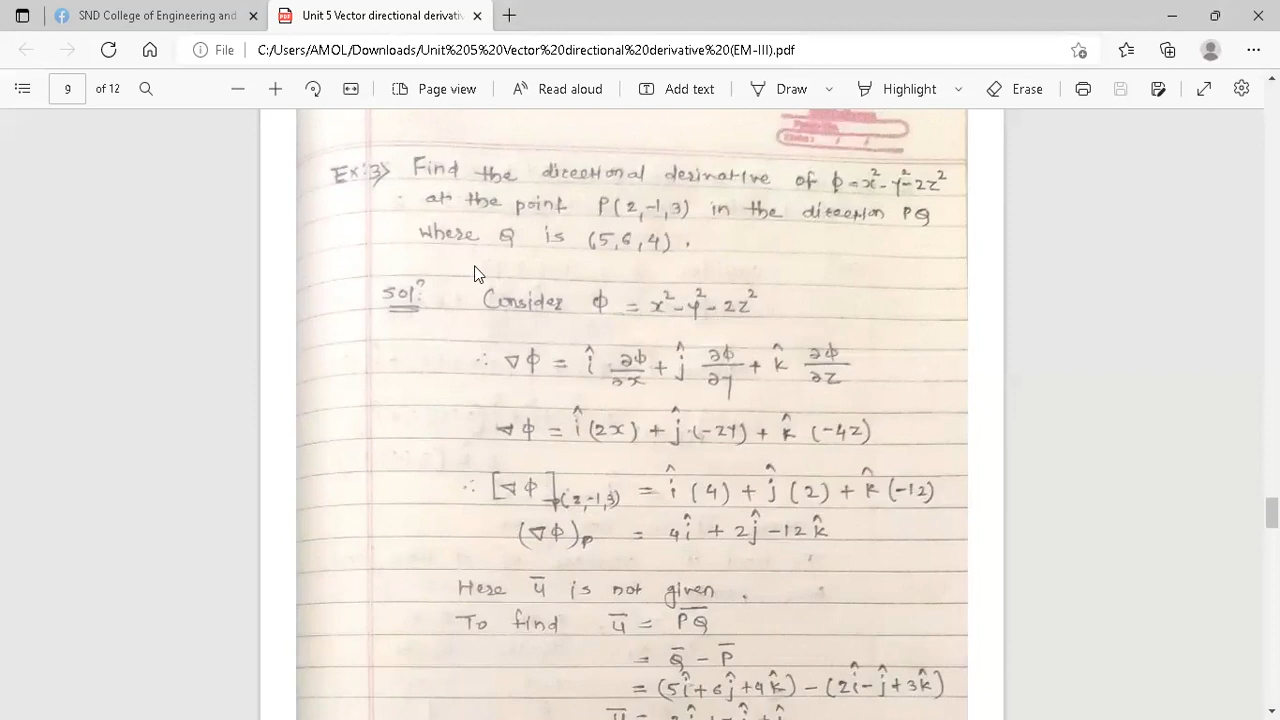 SND College of Engineering and
Unit 5 Vector directional derivati
File C:/Users/AMOL/Downloads/Unit%205%20Vector%20directional%20derivative%20(EM-III).pdf
9 of 12 Page view Read aloud Add text Draw Highlight Erase
Ex:3) Find the directional derivative of ϕ=x²-y²-2z²
at the point P(2,-1,3) in the direction PQ
where Q is (5,6,4).
Solⁿ: Consider ϕ = x²-y²-2z²
∴ ∇ϕ = î ∂ϕ/∂x + ĵ ∂ϕ/∂y + k̂ ∂ϕ/∂z
∇ϕ = î(2x) + ĵ(-2y) + k̂(-4z)
∴ [∇ϕ]P(2,-1,3) = î(4) + ĵ(2) + k̂(-12)
(∇ϕ)P = 4î + 2ĵ -12k̂
Here ū is not given.
To find ū = P̅Q̅
= Q̅ - P̅
= (5î+6ĵ+4k̂) - (2î-ĵ+3k̂)